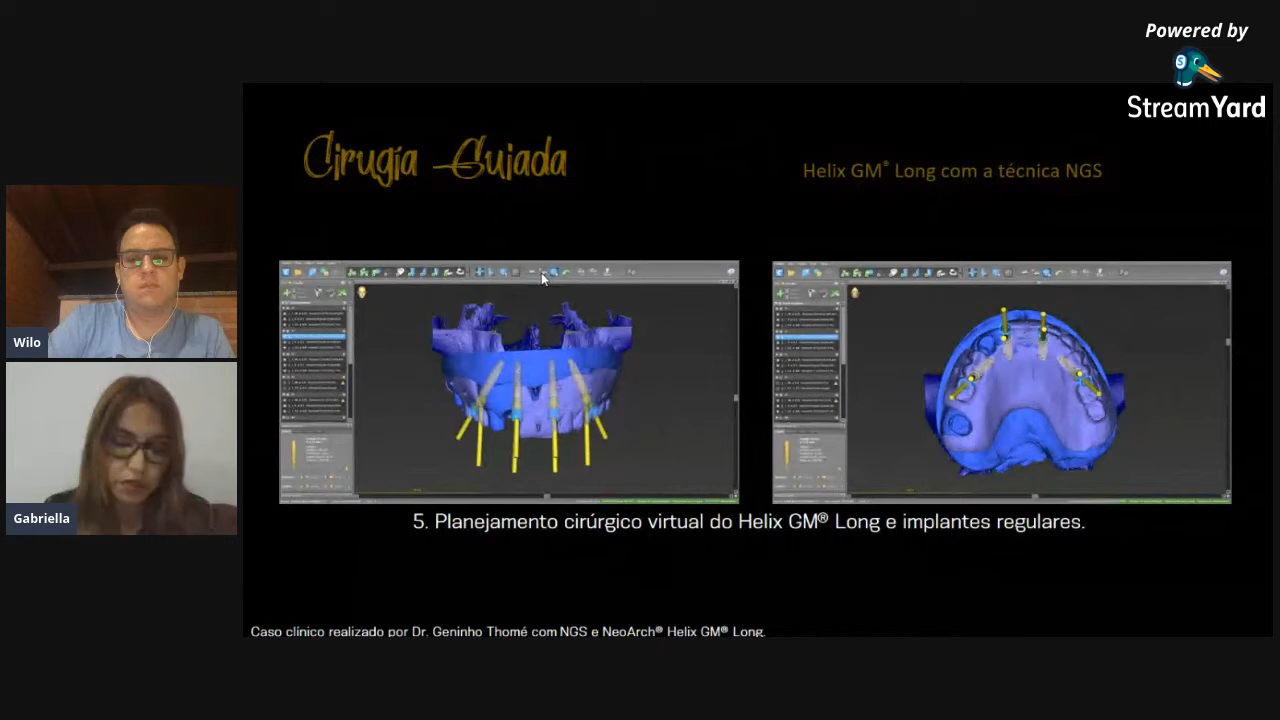 Powered by
StreamYard
Cirugía Guiada
Helix GM® Long com a técnica NGS
Wilo
Gabriella
5. Planejamento cirúrgico virtual do Helix GM® Long e implantes regulares.
Caso clínico realizado por Dr. Geninho Thomé com NGS e NeoArch® Helix GM® Long.